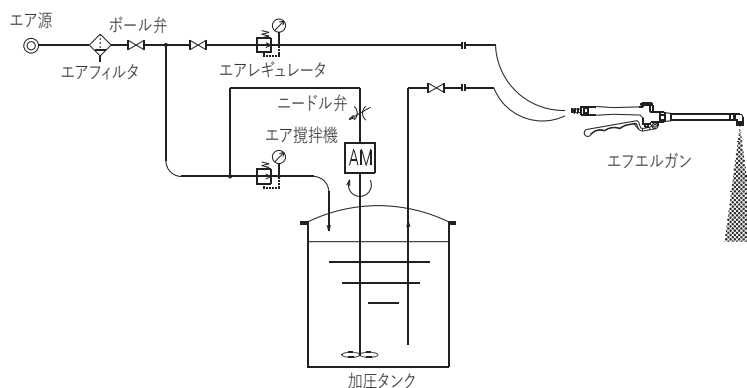 エア源
ボール弁
エアフィルタ
エアレギュレータ
ニードル弁
エア撹拌機
AM
エフエルガン
加圧タンク